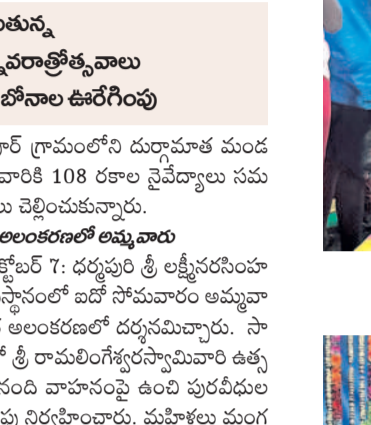 నవరాత్రోత్సవాలు
బోనాల ఊరేగింపు
గ్రామంలోని దుర్గామాత మండ
వారికి 108 రకాల నైవేద్యాలు సమ
చెల్లించుకున్నారు.
అలంకరణలో అమ్మవారు
7: ధర్మపురి శ్రీ లక్ష్మీనరసింహ
ఐదో సోమవారం అమ్మవా
అలంకరణలో దర్శనమిచ్చారు. సా
శ్రీ రామలింగేశ్వరస్వామివారి ఉత్స
నంది వాహనంపై ఉంచి పురవీధుల
నిర్వహించారు. మహిళలు మంగ